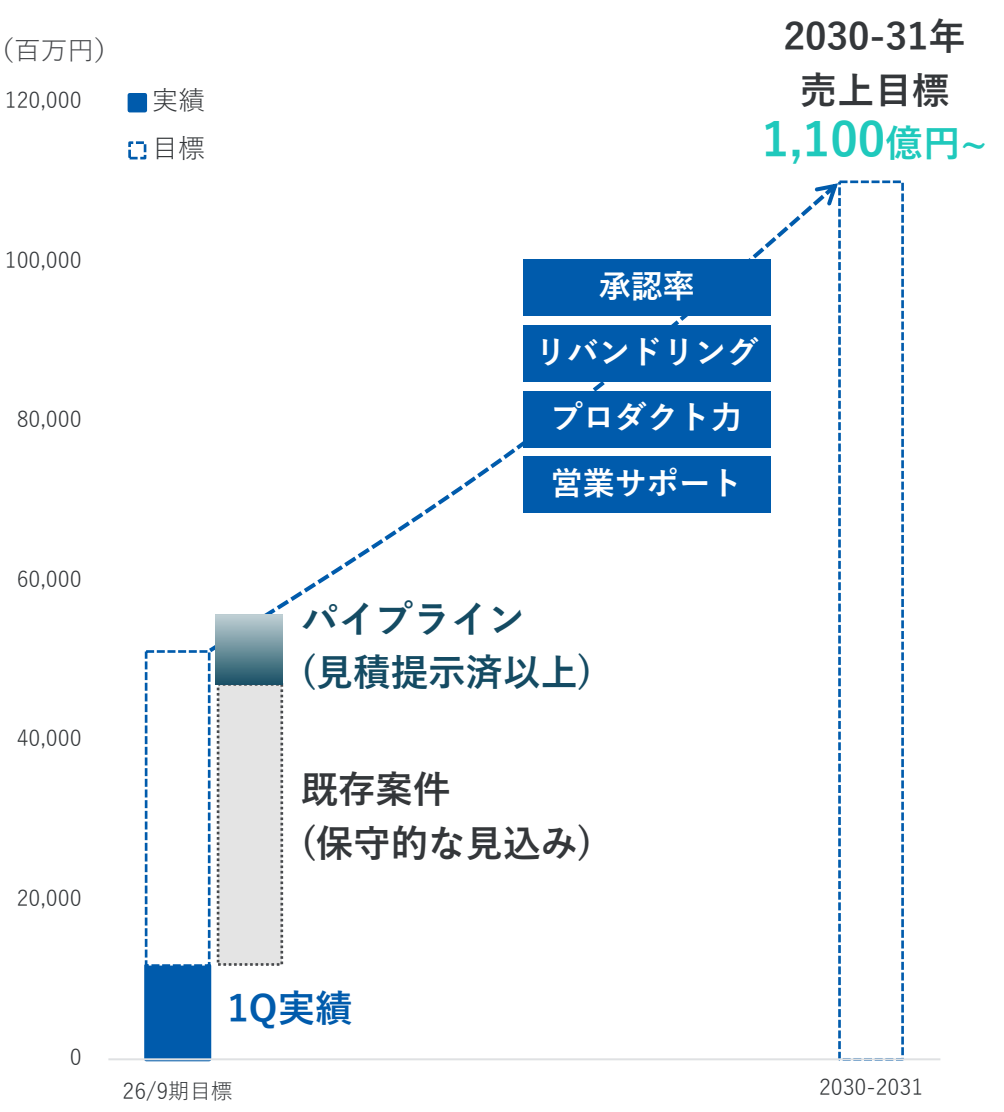 (百万円)
2030-31年
売上目標
1,100億円~
実績
目標
120,000
100,000
80,000
60,000
40,000
20,000
0
承認率
リバンドリング
プロダクト力
営業サポート
パイプライン
(見積提示済以上)
既存案件
(保守的な見込み)
1Q実績
26/9期目標
2030-2031